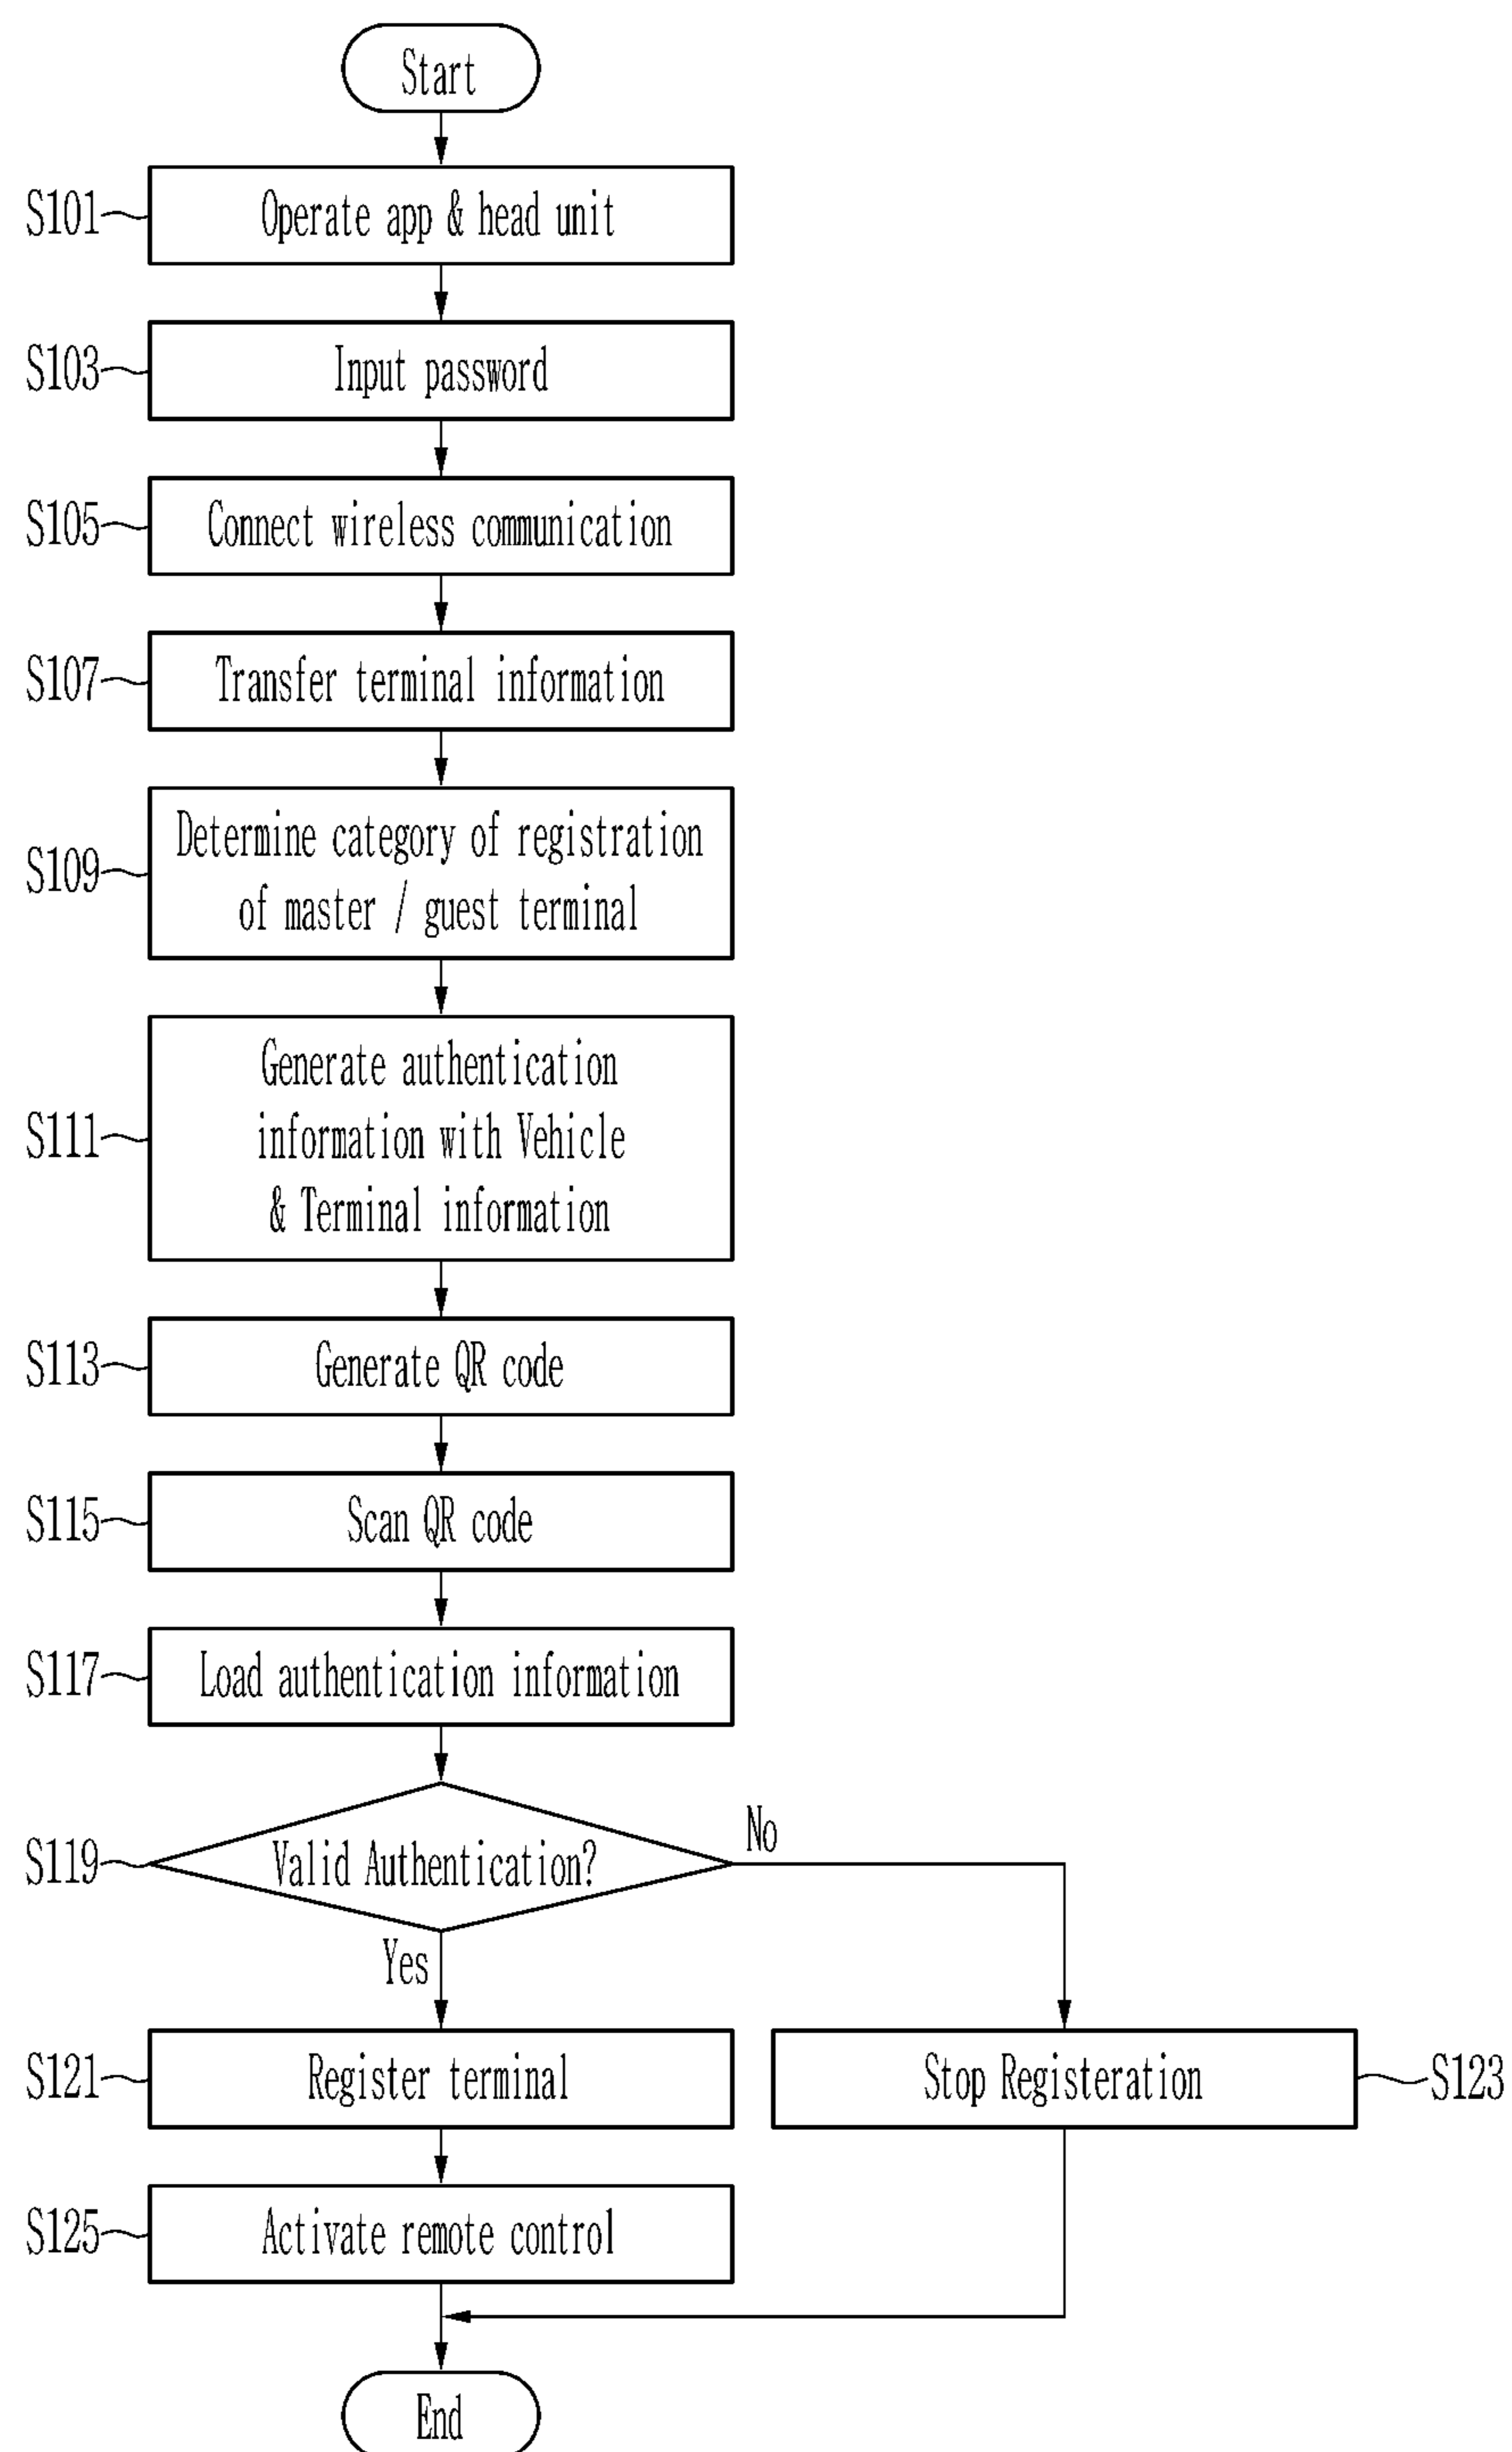 Start
S101
Operate app & head unit
S103
Input password
S105
Connect wireless communication
S107
Transfer terminal information
S109
Determine category of registration
of master / guest terminal
S111
Generate authentication
information with Vehicle
& Terminal information
S113
Generate QR code
S115
Scan QR code
S117
Load authentication information
S119
Valid Authentication?
No
Yes
S121
Register terminal
Stop Registeration
S123
S125
Activate remote control
End